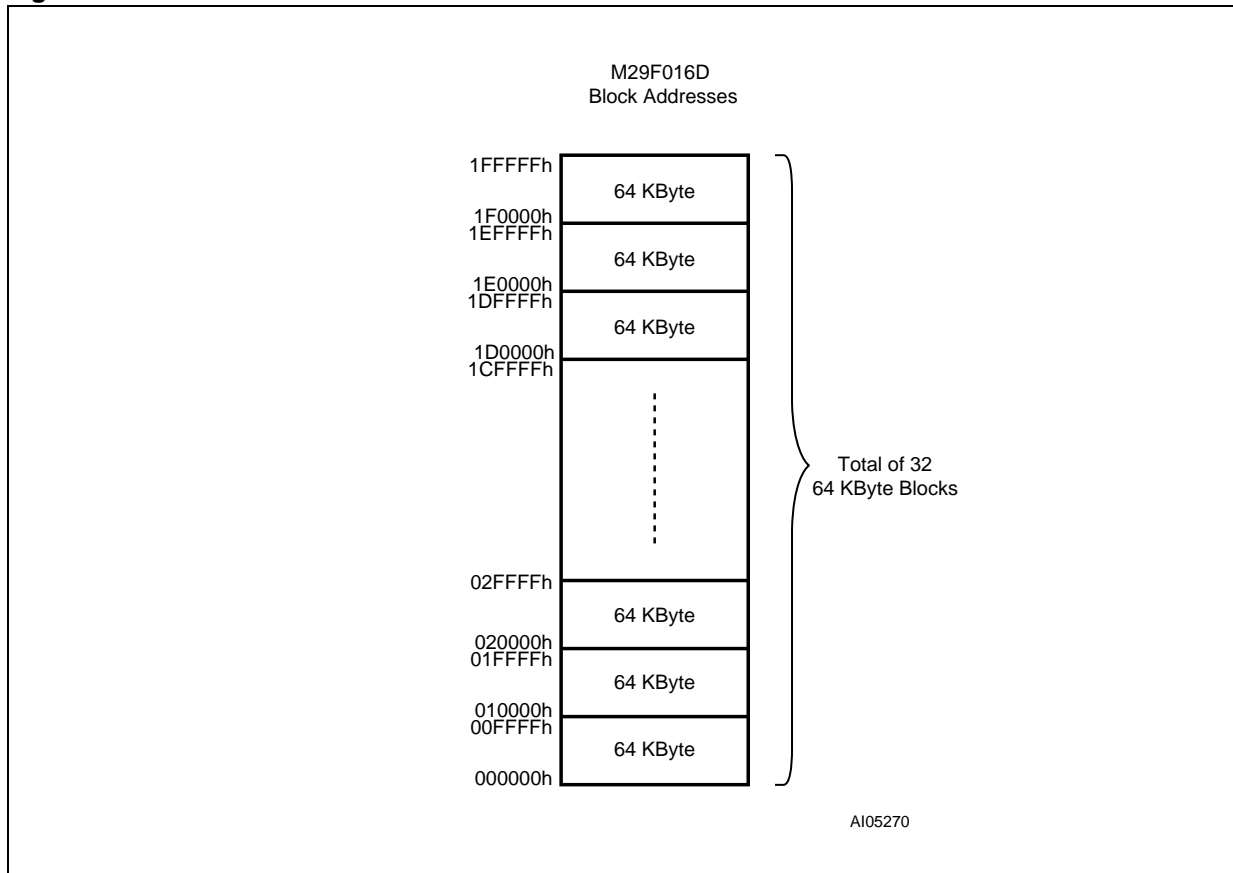 M29F016D
Block Addresses
1FFFFFh
64 KByte
1F0000h
1EFFFFh
64 KByte
1E0000h
1DFFFFh
64 KByte
1D0000h
1CFFFFh
Total of 32
64 KByte Blocks
02FFFFh
64 KByte
020000h
01FFFFh
64 KByte
010000h
00FFFFh
64 KByte
000000h
AI05270